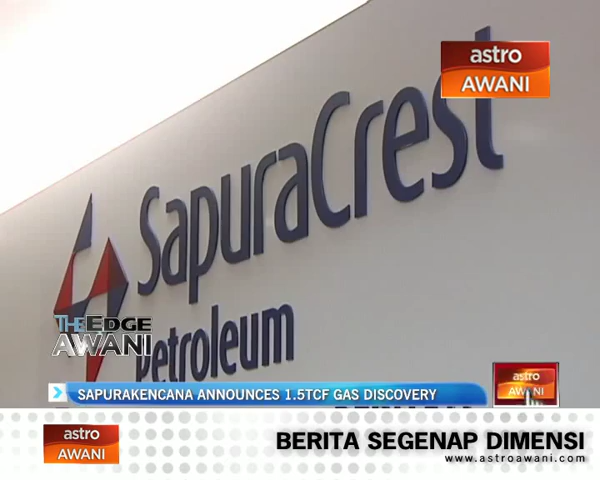 astro
AWANI
SapuraCrest
Petroleum
THE EDGE
AWANI
SAPURAKENCANA ANNOUNCES 1.5TCF GAS DISCOVERY
astro
AWANI
astro
AWANI
BERITA SEGENAP DIMENSI
www.astroawani.com